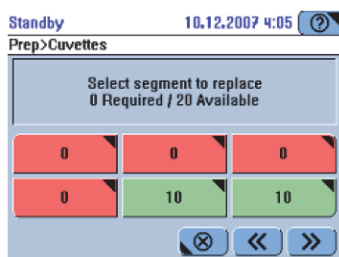 Standby 10.12.2007 4:05 ?
Prep>Cuvettes
Select segment to replace
0 Required / 20 Available
0 0 0
0 10 10